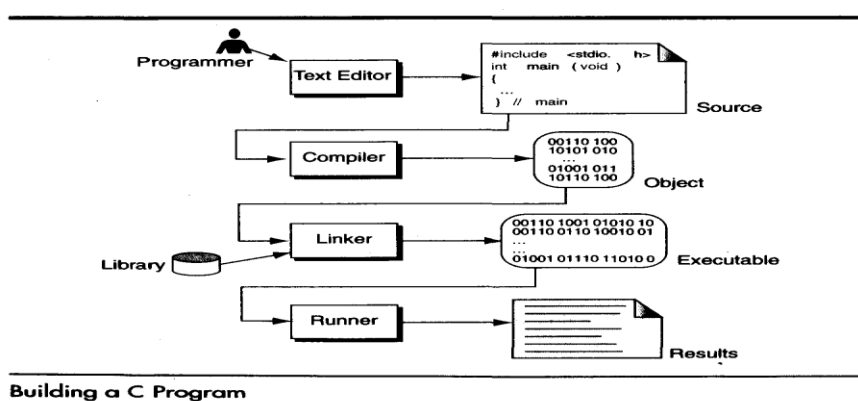 Programmer
Text Editor
#include <stdio. h>
int main ( void )
{
...
} // main
Source
Compiler
00110 100
10101 010
...
01001 011
10110 100
Object
Library
Linker
00110 1001 01010 10
00110 0110 10010 01
...
...
01001 01110 11010 0
Executable
Runner
Results
Building a C Program